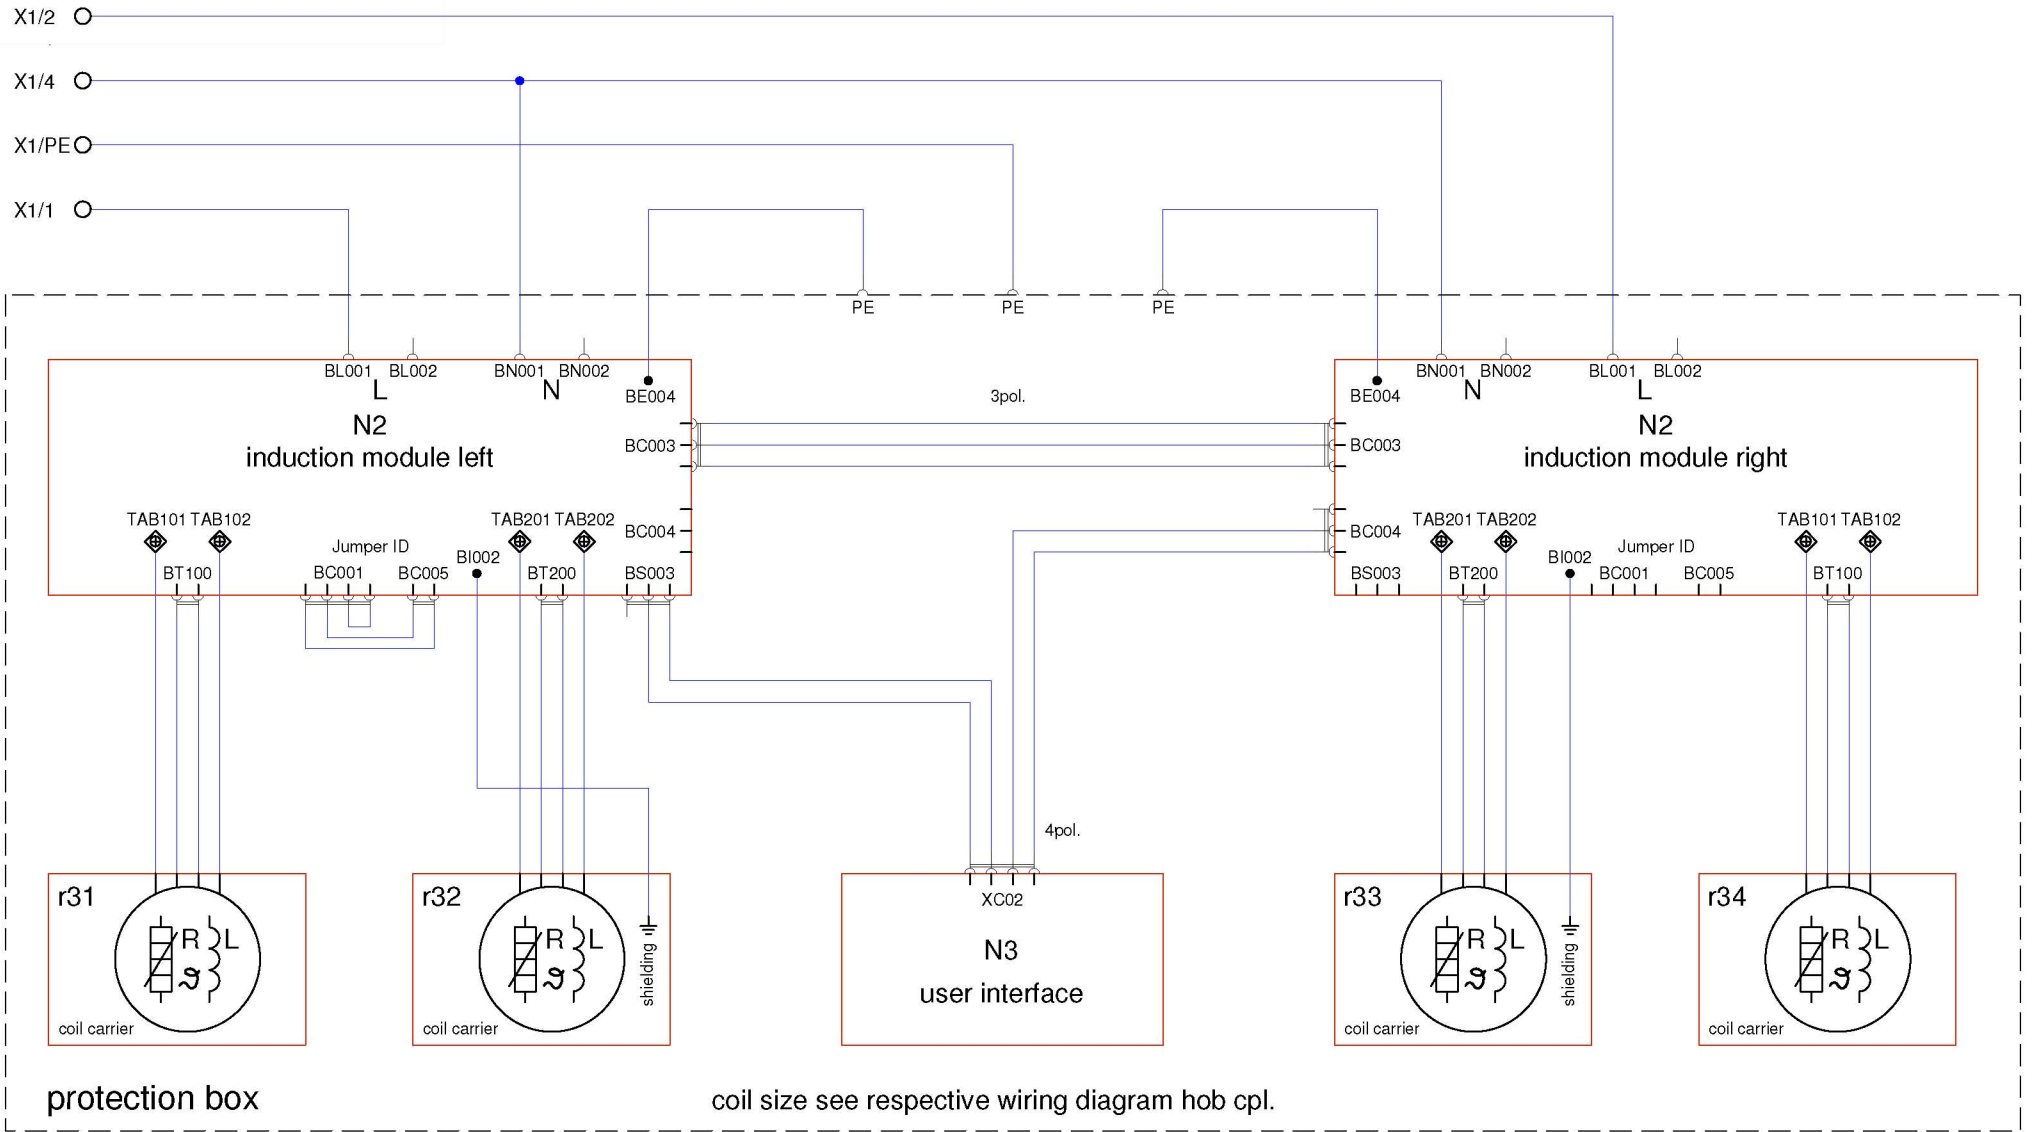 X1/2
X1/4
X1/PE
X1/1
PE PE PE
BL001 BL002 BN001 BN002
L N
BE004
N2
induction module left
BC003
TAB101 TAB102
TAB201 TAB202
BC004
Jumper ID
BI002
BT100 BC001 BC005 BT200 BS003
3pol.
BN001 BN002 BL001 BL002
N L
BE004
N2
induction module right
BC003
TAB201 TAB202
TAB101 TAB102
BC004
Jumper ID
BI002
BS003 BT200 BC001 BC005 BT100
4pol.
r31
R L
ϑ
coil carrier
r32
R L
ϑ
shielding
coil carrier
XC02
N3
user interface
r33
R L
ϑ
shielding
coil carrier
r34
R L
ϑ
coil carrier
protection box
coil size see respective wiring diagram hob cpl.